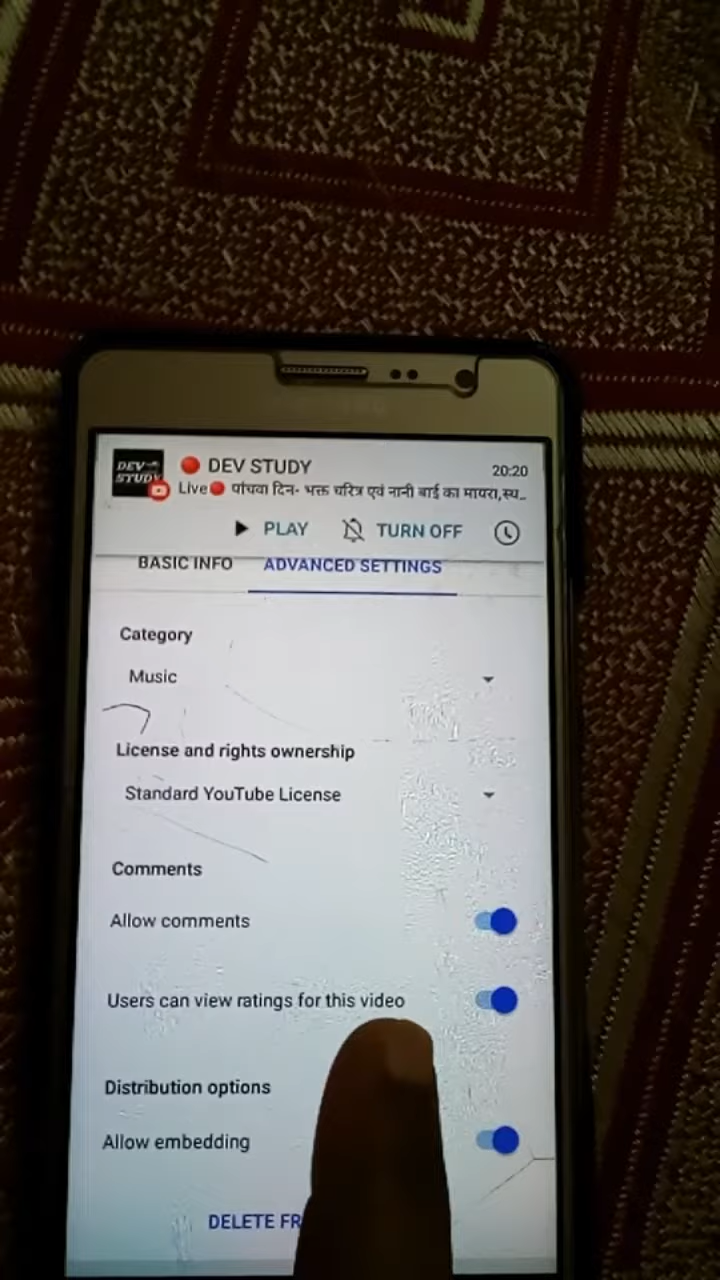 DEV
STUDY
DEV STUDY
20:20
Live🔴 पांचवा दिन- भक्त चरित्र एवं नानी बाई का मायरा,स्प...
PLAY
TURN OFF
BASIC INFO
ADVANCED SETTINGS
Category
Music
License and rights ownership
Standard YouTube License
Comments
Allow comments
Users can view ratings for this video
Distribution options
Allow embedding
DELETE FR